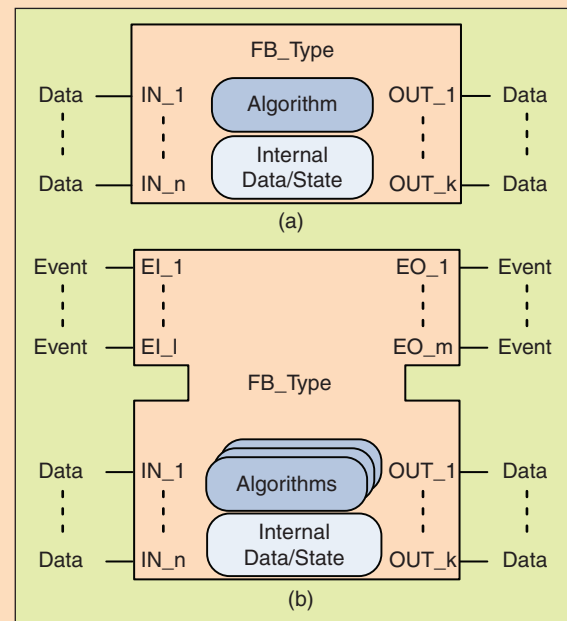 FB_Type
Data IN_1 Algorithm OUT_1 Data
Internal
Data/State
Data IN_n OUT_k Data
(a)
Event EI_1 EO_1 Event
Event EI_l EO_m Event
FB_Type
Data IN_1 OUT_1 Data
Algorithms
Internal
Data/State
Data IN_n OUT_k Data
(b)